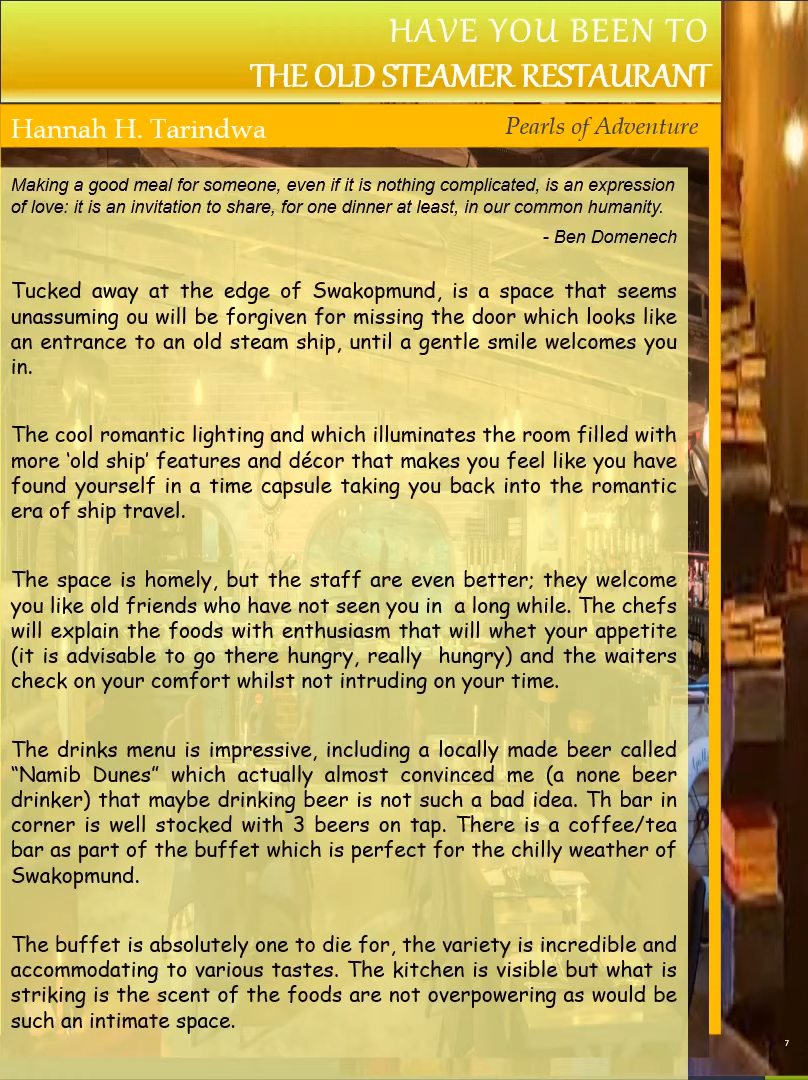 HAVE YOU BEEN TO
THE OLD STEAMER RESTAURANT
Hannah H. Tarindwa
Pearls of Adventure
Making a good meal for someone, even if it is nothing complicated, is an expression
of love: it is an invitation to share, for one dinner at least, in our common humanity.
- Ben Domenech
Tucked away at the edge of Swakopmund, is a space that seems
unassuming ou will be forgiven for missing the door which looks like
an entrance to an old steam ship, until a gentle smile welcomes you
in.
The cool romantic lighting and which illuminates the room filled with
more ‘old ship’ features and décor that makes you feel like you have
found yourself in a time capsule taking you back into the romantic
era of ship travel.
The space is homely, but the staff are even better; they welcome
you like old friends who have not seen you in  a long while. The chefs
will explain the foods with enthusiasm that will whet your appetite
(it is advisable to go there hungry, really  hungry) and the waiters
check on your comfort whilst not intruding on your time.
The drinks menu is impressive, including a locally made beer called
“Namib Dunes” which actually almost convinced me (a none beer
drinker) that maybe drinking beer is not such a bad idea. Th bar in
corner is well stocked with 3 beers on tap. There is a coffee/tea
bar as part of the buffet which is perfect for the chilly weather of
Swakopmund.
The buffet is absolutely one to die for, the variety is incredible and
accommodating to various tastes. The kitchen is visible but what is
striking is the scent of the foods are not overpowering as would be
such an intimate space.
7